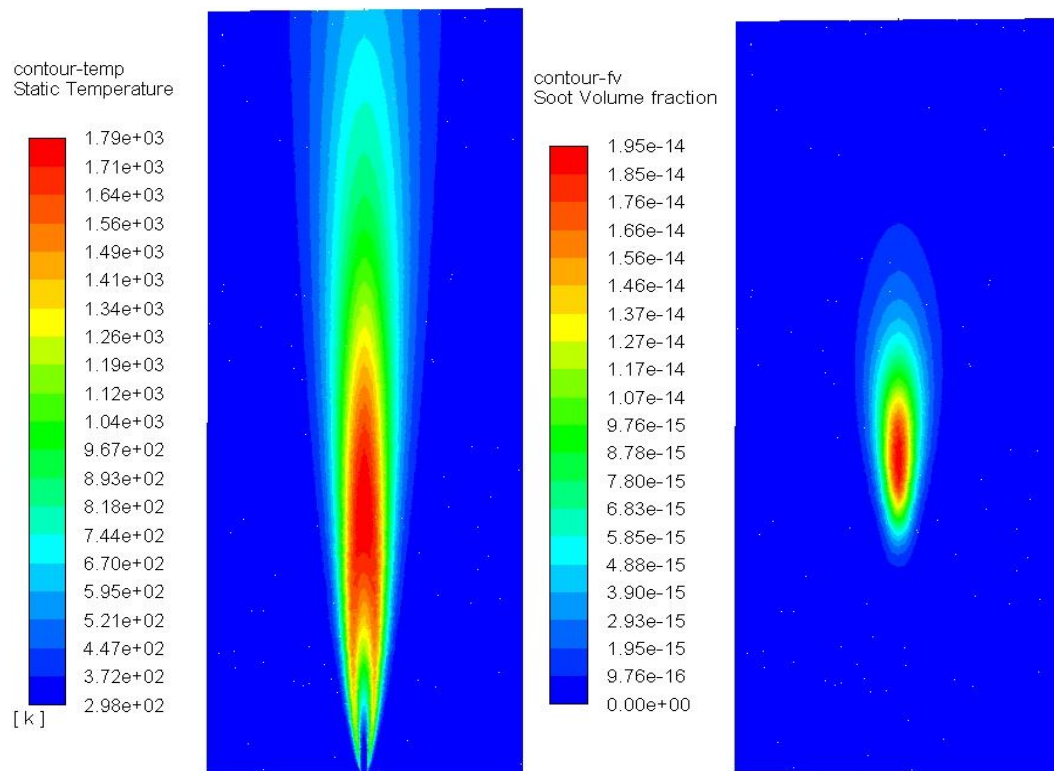 contour-temp
Static Temperature
1.79e+03
1.71e+03
1.64e+03
1.56e+03
1.49e+03
1.41e+03
1.34e+03
1.26e+03
1.19e+03
1.12e+03
1.04e+03
9.67e+02
8.93e+02
8.18e+02
7.44e+02
6.70e+02
5.95e+02
5.21e+02
4.47e+02
3.72e+02
2.98e+02
[ k ]
contour-fv
Soot Volume fraction
1.95e-14
1.85e-14
1.76e-14
1.66e-14
1.56e-14
1.46e-14
1.37e-14
1.27e-14
1.17e-14
1.07e-14
9.76e-15
8.78e-15
7.80e-15
6.83e-15
5.85e-15
4.88e-15
3.90e-15
2.93e-15
1.95e-15
9.76e-16
0.00e+00